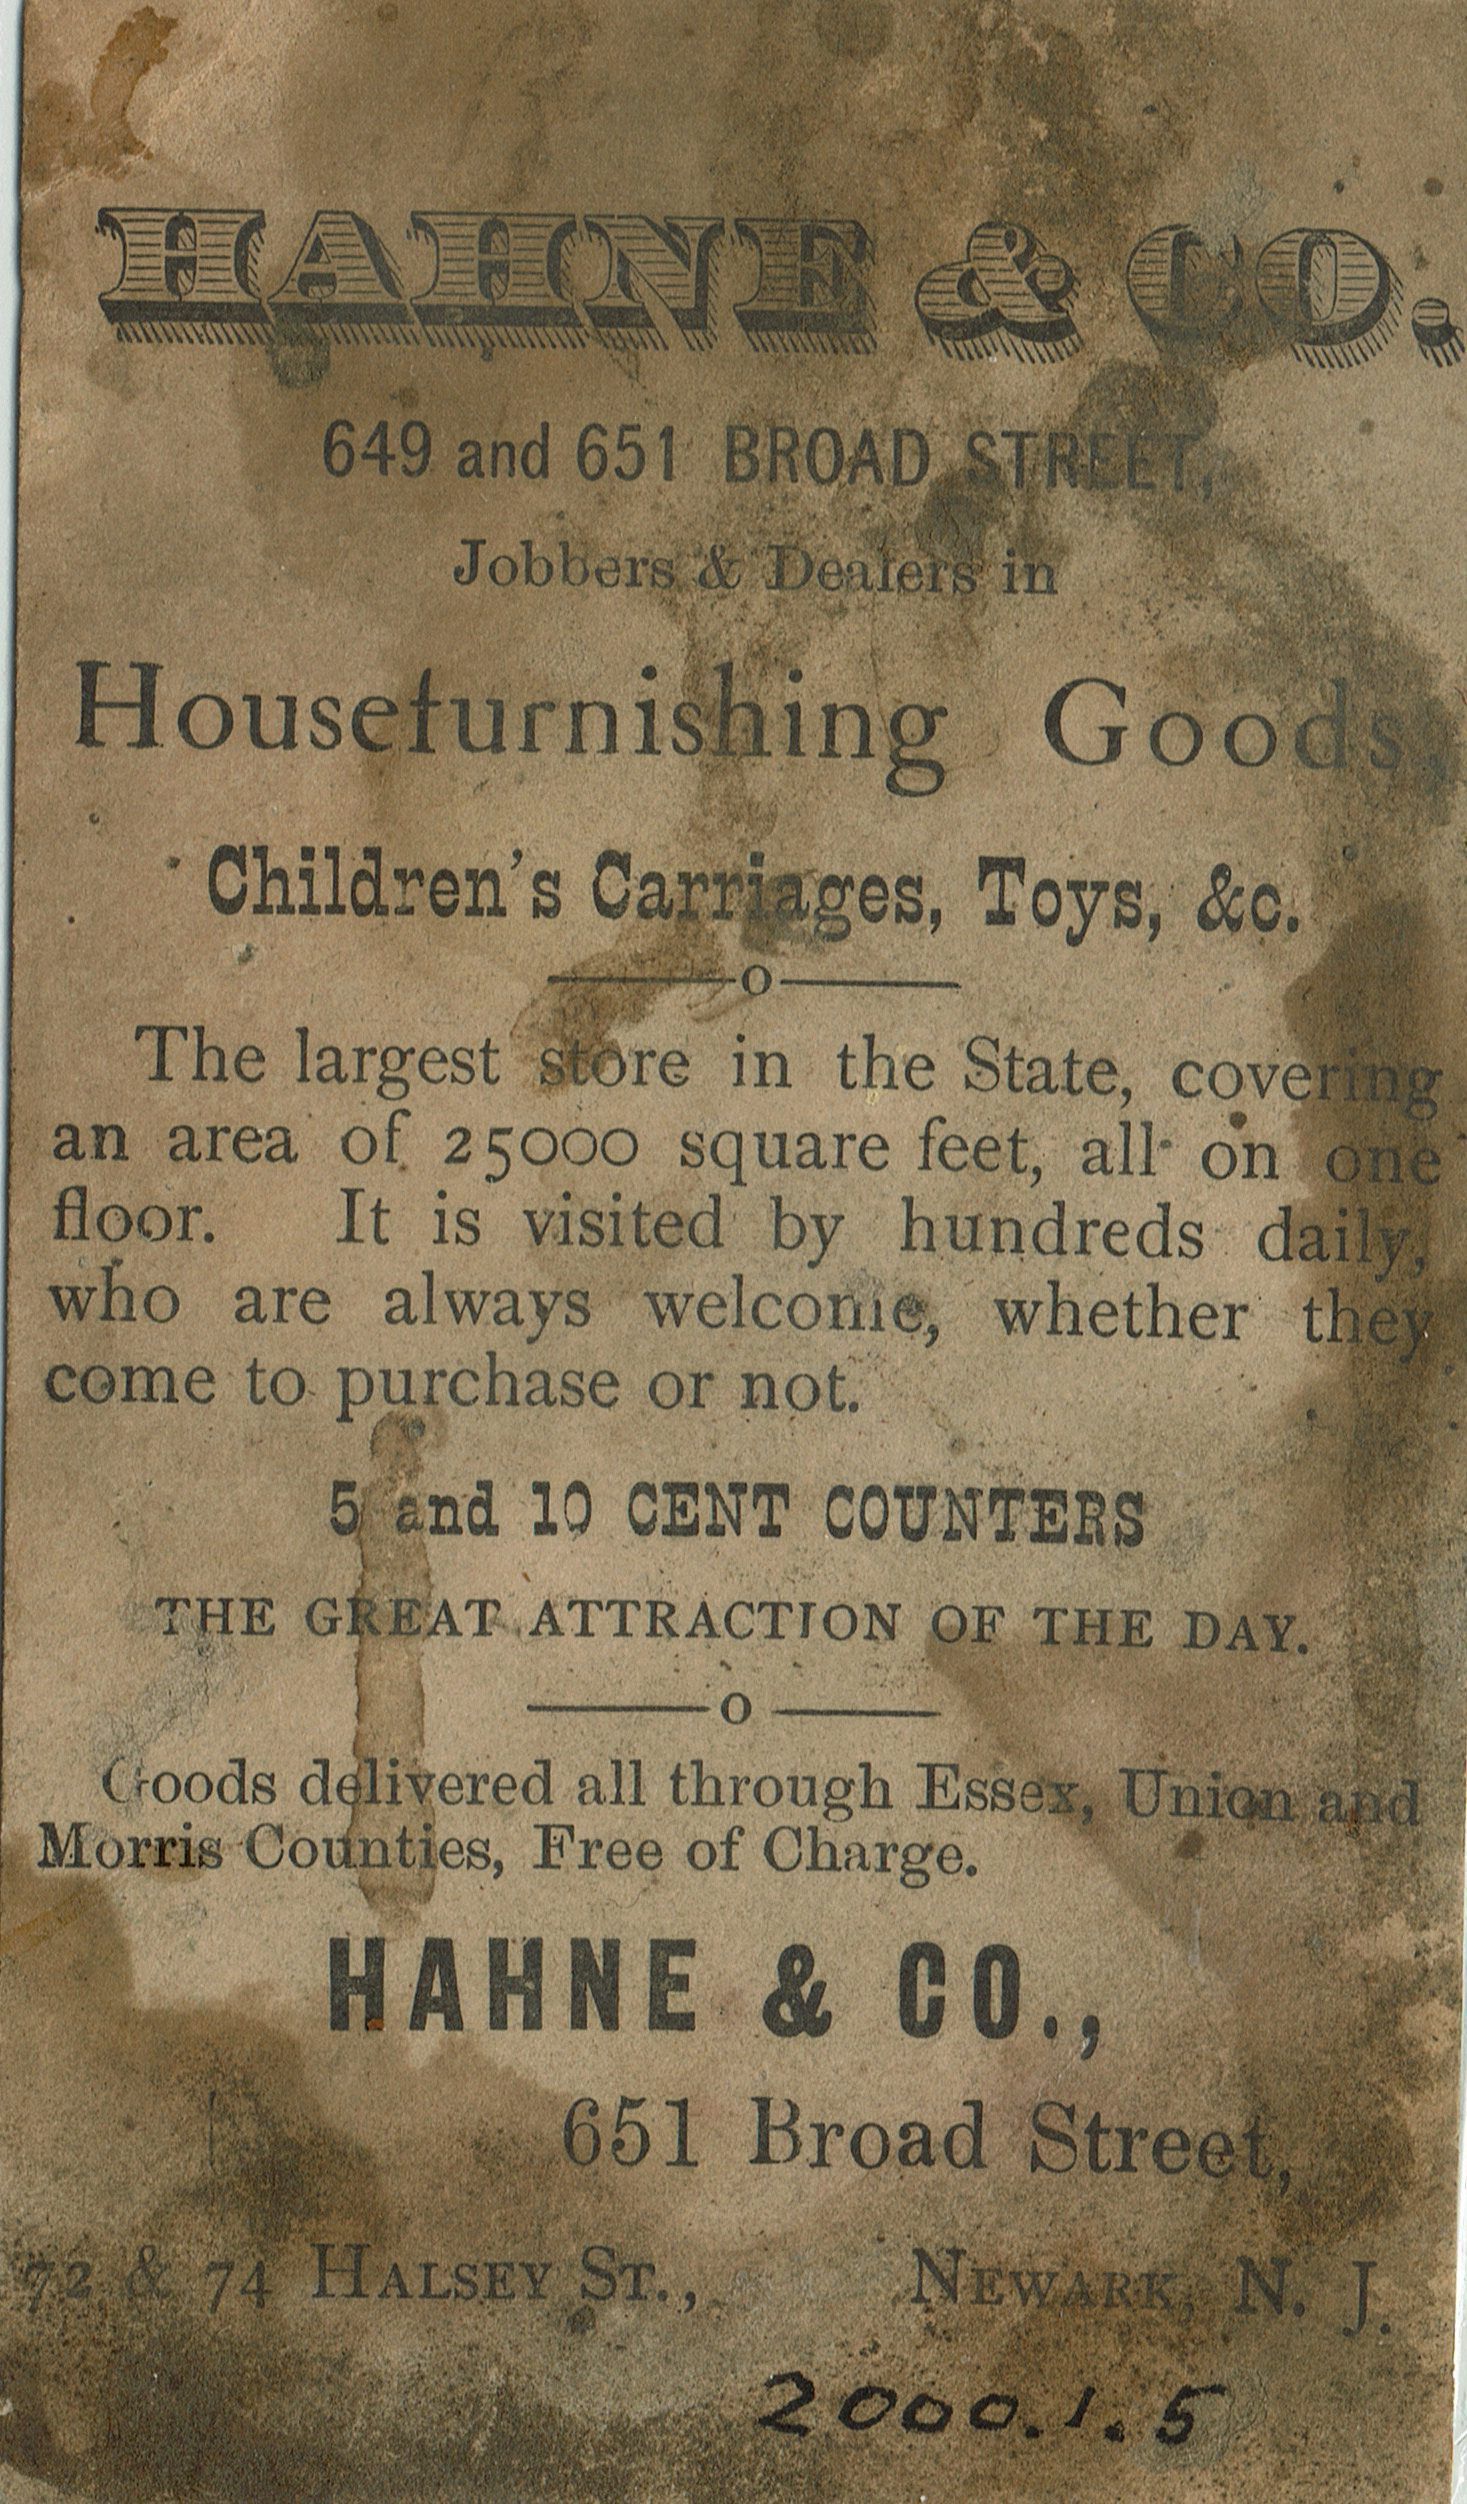 HAHNE & CO.
649 and 651 BROAD STREET,
Jobbers & Dealers in
Housefurnishing Goods,
Children's Carriages, Toys, &c.
o
The largest store in the State, covering
an area of 25000 square feet, all on one
floor. It is visited by hundreds daily,
who are always welcome, whether they
come to purchase or not.
5 and 10 CENT COUNTERS
THE GREAT ATTRACTION OF THE DAY.
o
Goods delivered all through Essex, Union and
Morris Counties, Free of Charge.
HAHNE & CO.,
651 Broad Street,
72 & 74 HALSEY ST., NEWARK, N. J.
2000.1.5